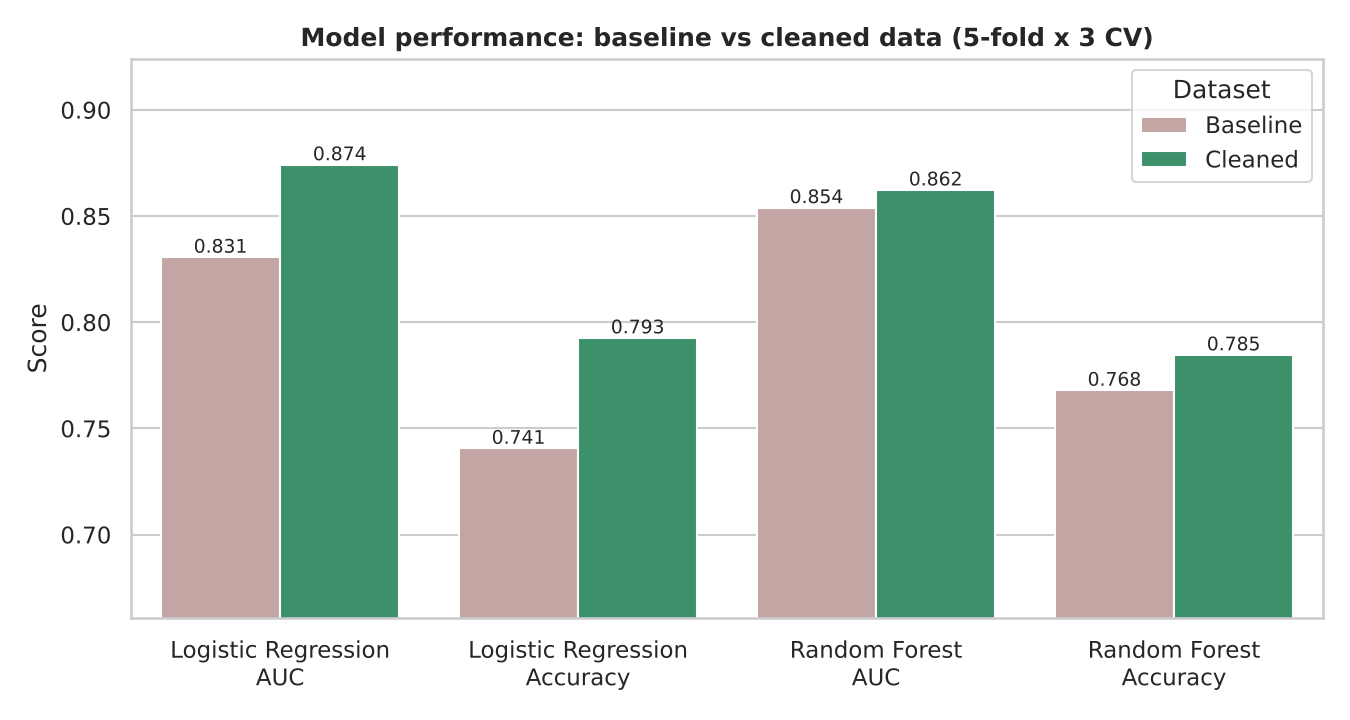 Model performance: baseline vs cleaned data (5-fold x 3 CV)
Dataset
Baseline
Cleaned
Score
0.90
0.85
0.80
0.75
0.70
0.831
0.874
0.741
0.793
0.854
0.862
0.768
0.785
Logistic Regression
AUC
Logistic Regression
Accuracy
Random Forest
AUC
Random Forest
Accuracy